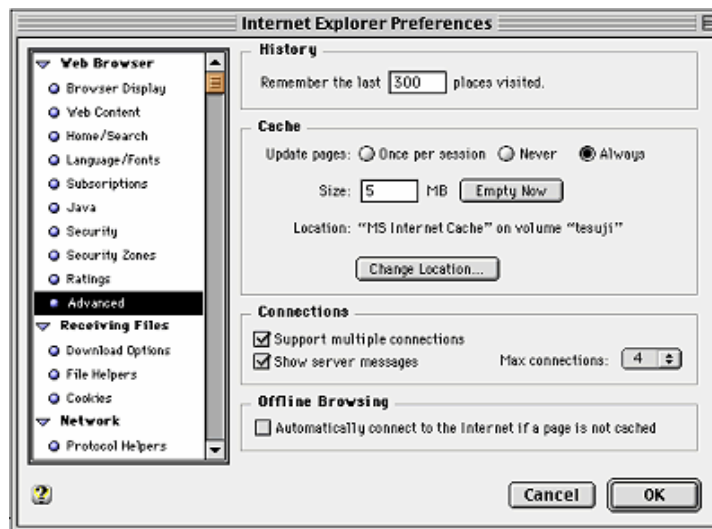 Internet Explorer Preferences
Web Browser
Browser Display
Web Content
Home/Search
Language/Fonts
Subscriptions
Java
Security
Security Zones
Ratings
Advanced
Receiving Files
Download Options
File Helpers
Cookies
Network
Protocol Helpers
History
Remember the last 300 places visited.
Cache
Update pages: Once per session Never Always
Size: 5 MB Empty Now
Location: “MS Internet Cache” on volume “tesuji”
Change Location...
Connections
Support multiple connections
Show server messages Max connections: 4
Offline Browsing
Automatically connect to the Internet if a page is not cached
? Cancel OK